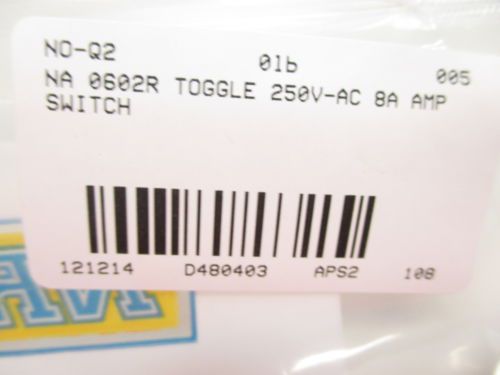 NO-Q2 01b 005
NA 0602R TOGGLE 250V-AC 8A AMP
SWITCH
121214 D480403 APS2 108